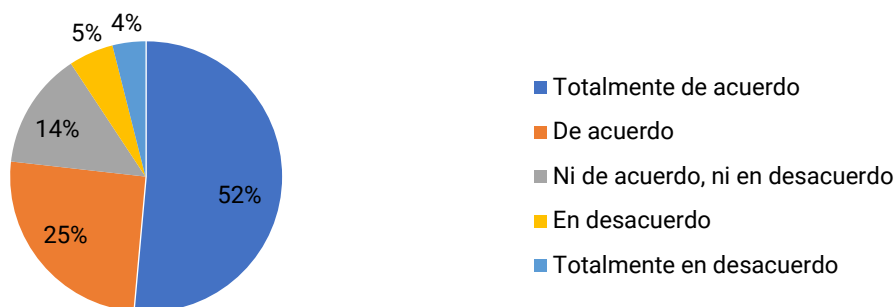 5%
4%
14%
52%
25%
Totalmente de acuerdo
De acuerdo
Ni de acuerdo, ni en desacuerdo
En desacuerdo
Totalmente en desacuerdo